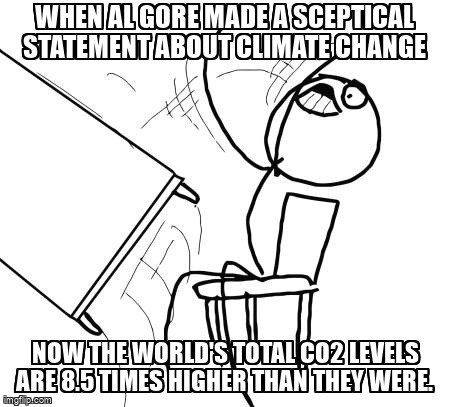 WHEN AL GORE MADE A SCEPTICAL
STATEMENT ABOUT CLIMATE CHANGE
NOW THE WORLD'S TOTAL CO2 LEVELS
ARE 8.5 TIMES HIGHER THAN THEY WERE.
imgflip.com